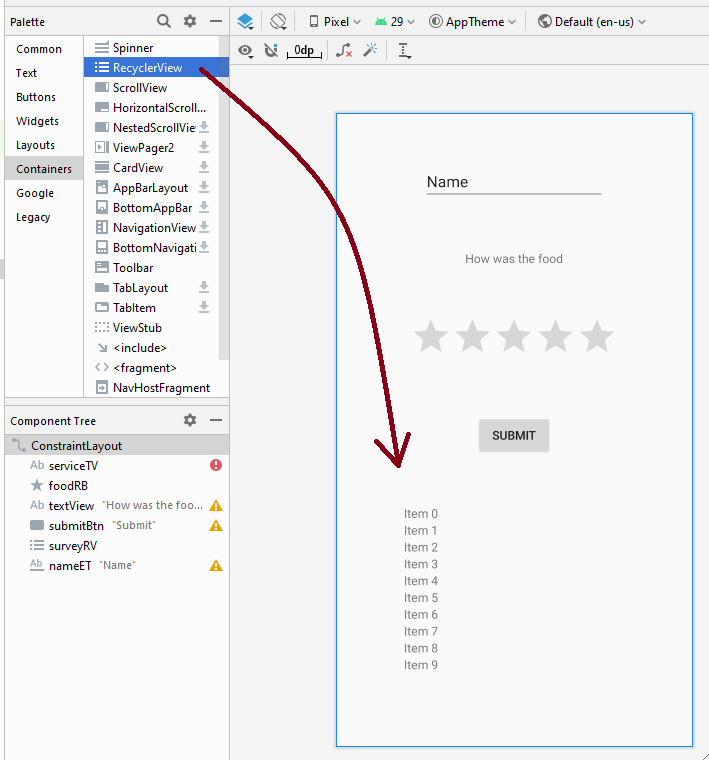 Palette
Common
Text
Buttons
Widgets
Layouts
Containers
Google
Legacy
Spinner
RecyclerView
ScrollView
HorizontalScroll...
NestedScrollVie
ViewPager2
CardView
AppBarLayout
BottomAppBar
NavigationView
BottomNavigati
Toolbar
TabLayout
TabItem
ViewStub
<include>
<fragment>
NavHostFragment
Component Tree
ConstraintLayout
Ab serviceTV
foodRB
Ab textView "How was the foo...
submitBtn "Submit"
surveyRV
Ab nameET "Name"
Pixel 29 AppTheme Default (en-us)
0dp
Name
How was the food
SUBMIT
Item 0
Item 1
Item 2
Item 3
Item 4
Item 5
Item 6
Item 7
Item 8
Item 9